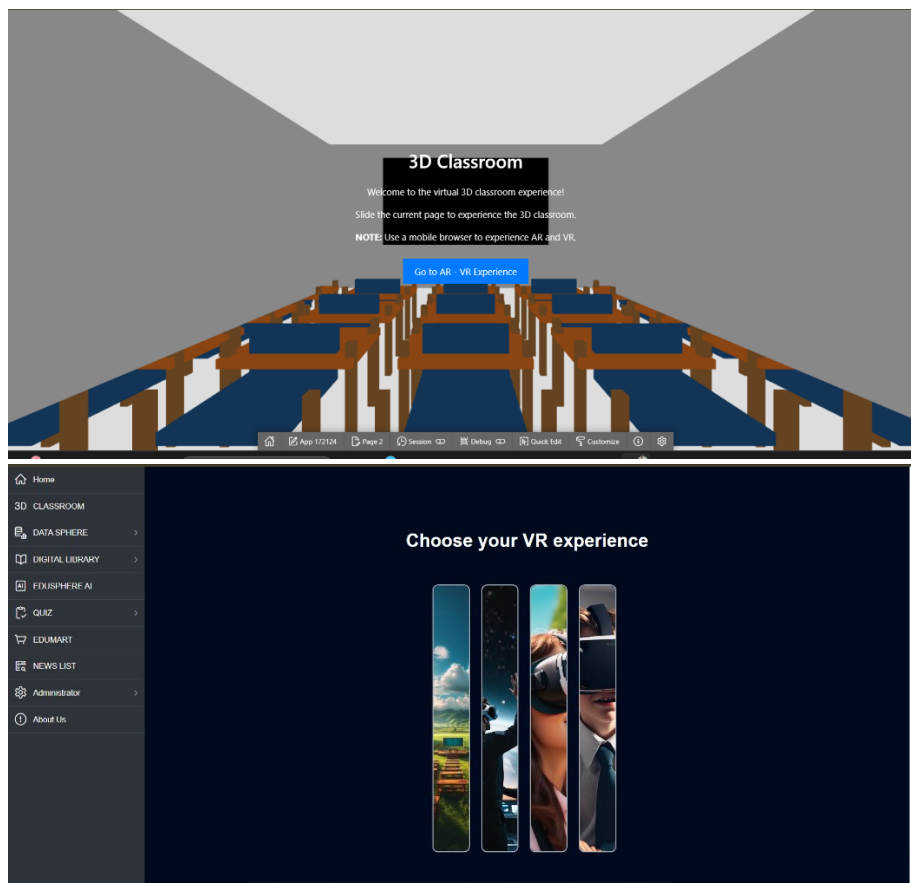 3D Classroom
Welcome to the virtual 3D classroom experience!
Slide the current page to experience the 3D classroom.
NOTE: Use a mobile browser to experience AR and VR.
Go to AR - VR Experience
App 172124 Page 2 Session Debug Quick Edit Customize
Home
3D CLASSROOM
DATA SPHERE
DIGITAL LIBRARY
AI EDUSPHERE AI
QUIZ
EDUMART
NEWS LIST
Administrator
About Us
Choose your VR experience